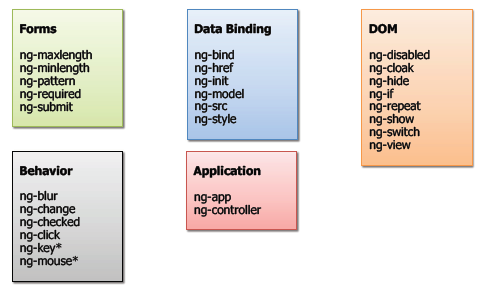 Forms
ng-maxlength
ng-minlength
ng-pattern
ng-required
ng-submit
Data Binding
ng-bind
ng-href
ng-init
ng-model
ng-src
ng-style
DOM
ng-disabled
ng-cloak
ng-hide
ng-if
ng-repeat
ng-show
ng-switch
ng-view
Behavior
ng-blur
ng-change
ng-checked
ng-click
ng-key*
ng-mouse*
Application
ng-app
ng-controller